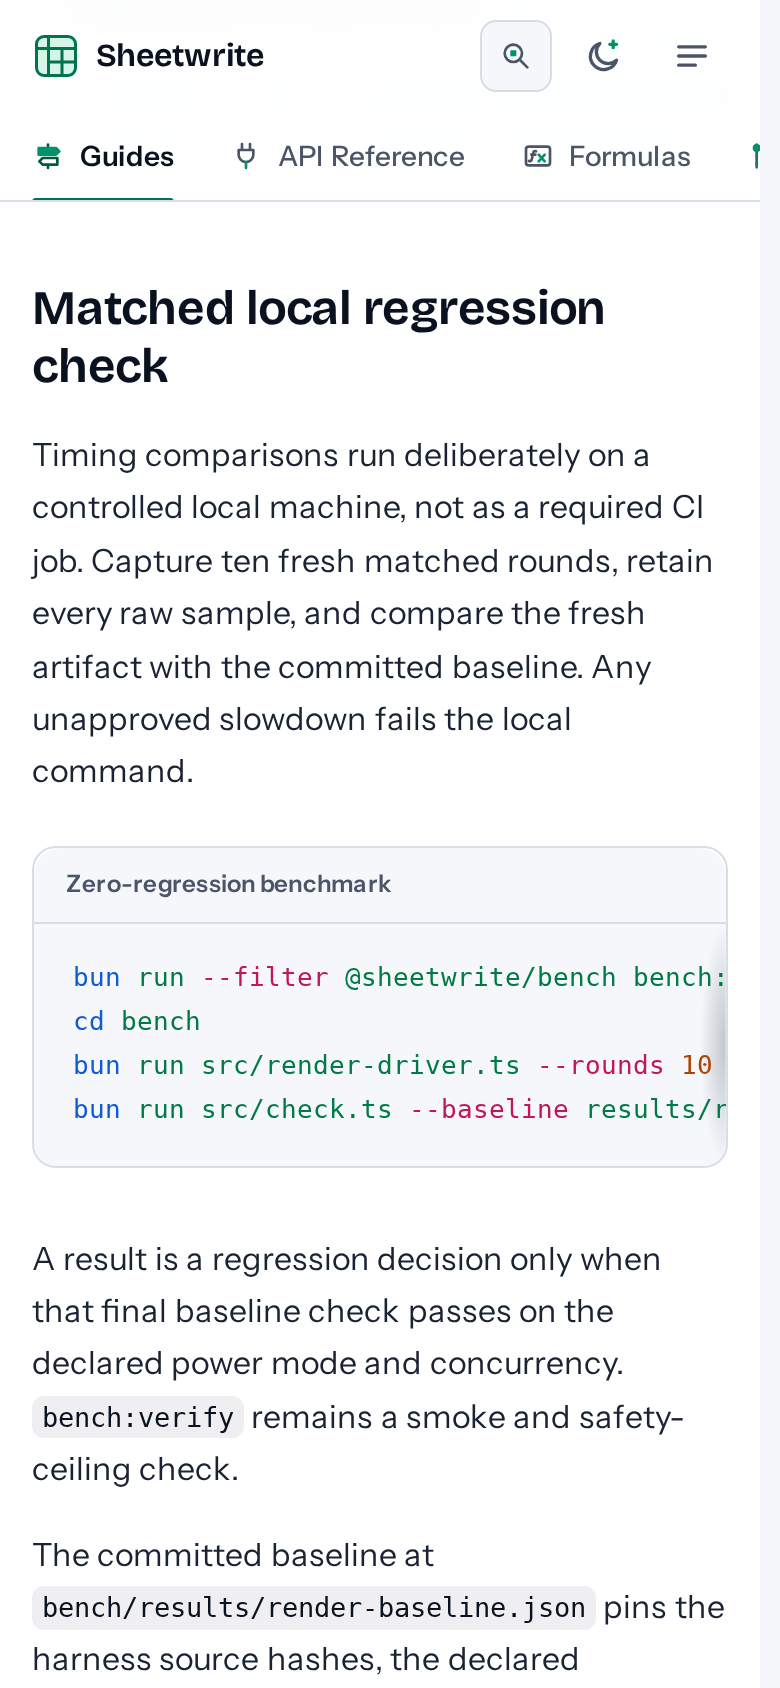 Sheetwrite
Guides
API Reference
Formulas
Matched local regression
check
Timing comparisons run deliberately on a
controlled local machine, not as a required CI
job. Capture ten fresh matched rounds, retain
every raw sample, and compare the fresh
artifact with the committed baseline. Any
unapproved slowdown fails the local
command.
Zero-regression benchmark
bun run --filter @sheetwrite/bench bench:
cd bench
bun run src/render-driver.ts --rounds 10
bun run src/check.ts --baseline results/r
A result is a regression decision only when
that final baseline check passes on the
declared power mode and concurrency.
bench:verify remains a smoke and safety-
ceiling check.
The committed baseline at
bench/results/render-baseline.json pins the
harness source hashes, the declared